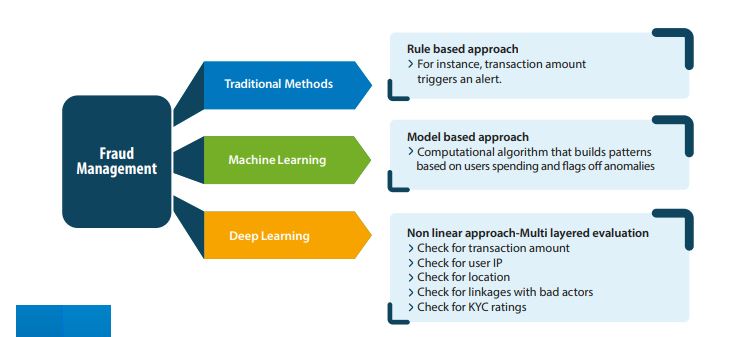 Fraud
Management
Traditional Methods
Rule based approach
> For instance, transaction amount
triggers an alert.
Machine Learning
Model based approach
> Computational algorithm that builds patterns
based on users spending and flags off anomalies
Deep Learning
Non linear approach-Multi layered evaluation
> Check for transaction amount
> Check for user IP
> Check for location
> Check for linkages with bad actors
> Check for KYC ratings